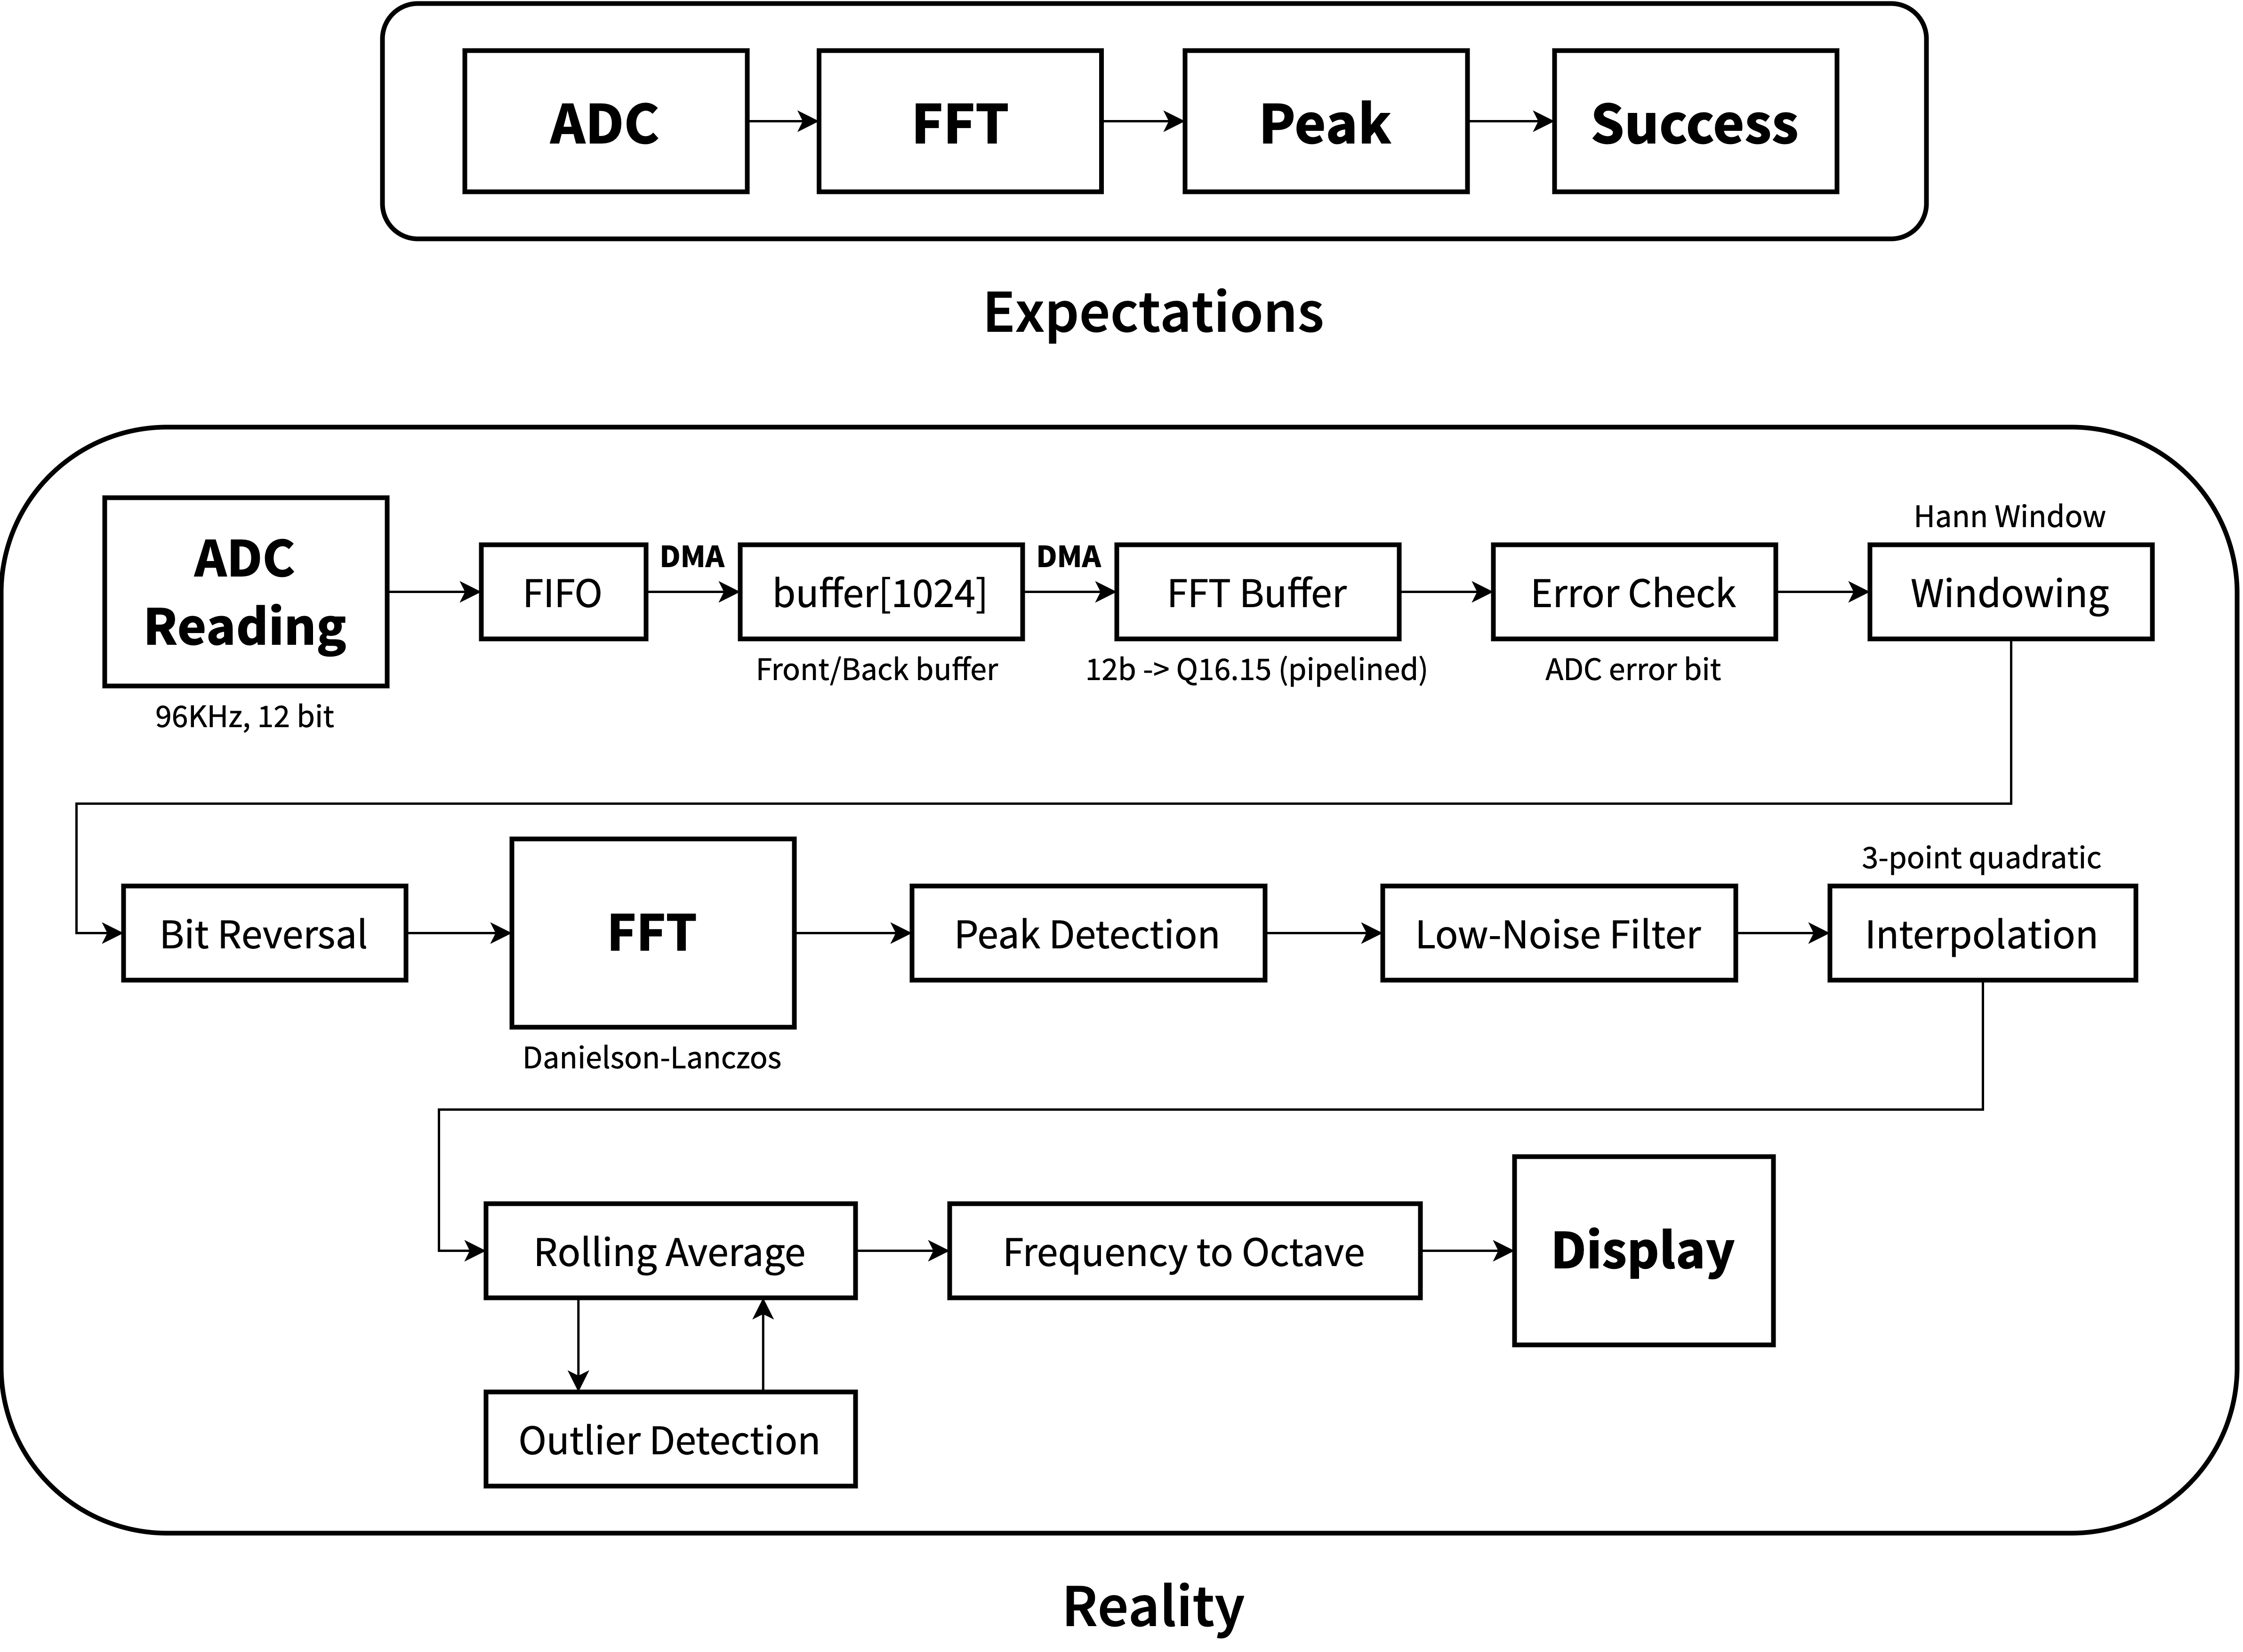 ADC
FFT
Peak
Success
Expectations
ADC
Reading
96KHz, 12 bit
FIFO
DMA
buffer[1024]
Front/Back buffer
DMA
FFT Buffer
12b -> Q16.15 (pipelined)
Error Check
ADC error bit
Hann Window
Windowing
Bit Reversal
FFT
Danielson-Lanczos
Peak Detection
Low-Noise Filter
3-point quadratic
Interpolation
Rolling Average
Outlier Detection
Frequency to Octave
Display
Reality